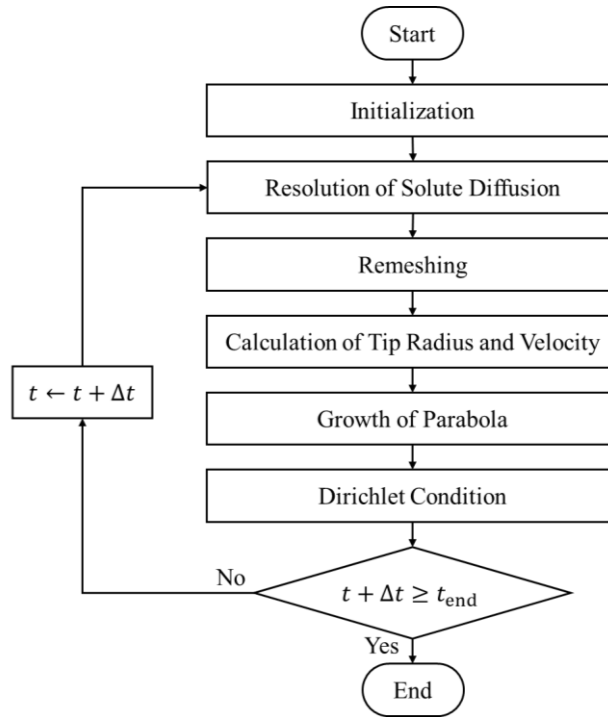 Start
Initialization
Resolution of Solute Diffusion
Remeshing
Calculation of Tip Radius and Velocity
t ← t + Δt
Growth of Parabola
Dirichlet Condition
No
t + Δt ≥ t_end
Yes
End